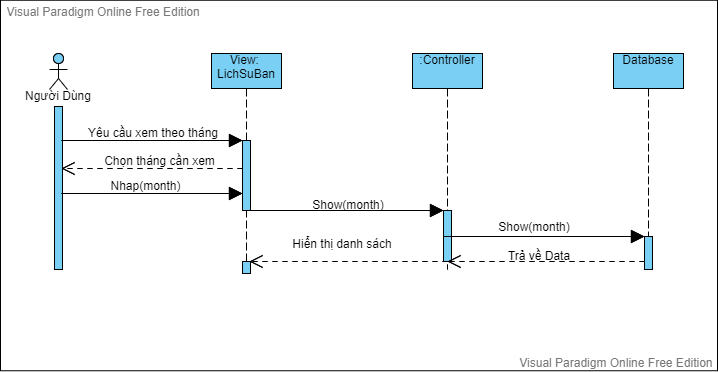 Visual Paradigm Online Free Edition
View:
LichSuBan
:Controller
Database
Người Dùng
Yêu cầu xem theo tháng
Chọn tháng cần xem
Nhap(month)
Show(month)
Show(month)
Hiển thị danh sách
Trả về Data
Visual Paradigm Online Free Edition